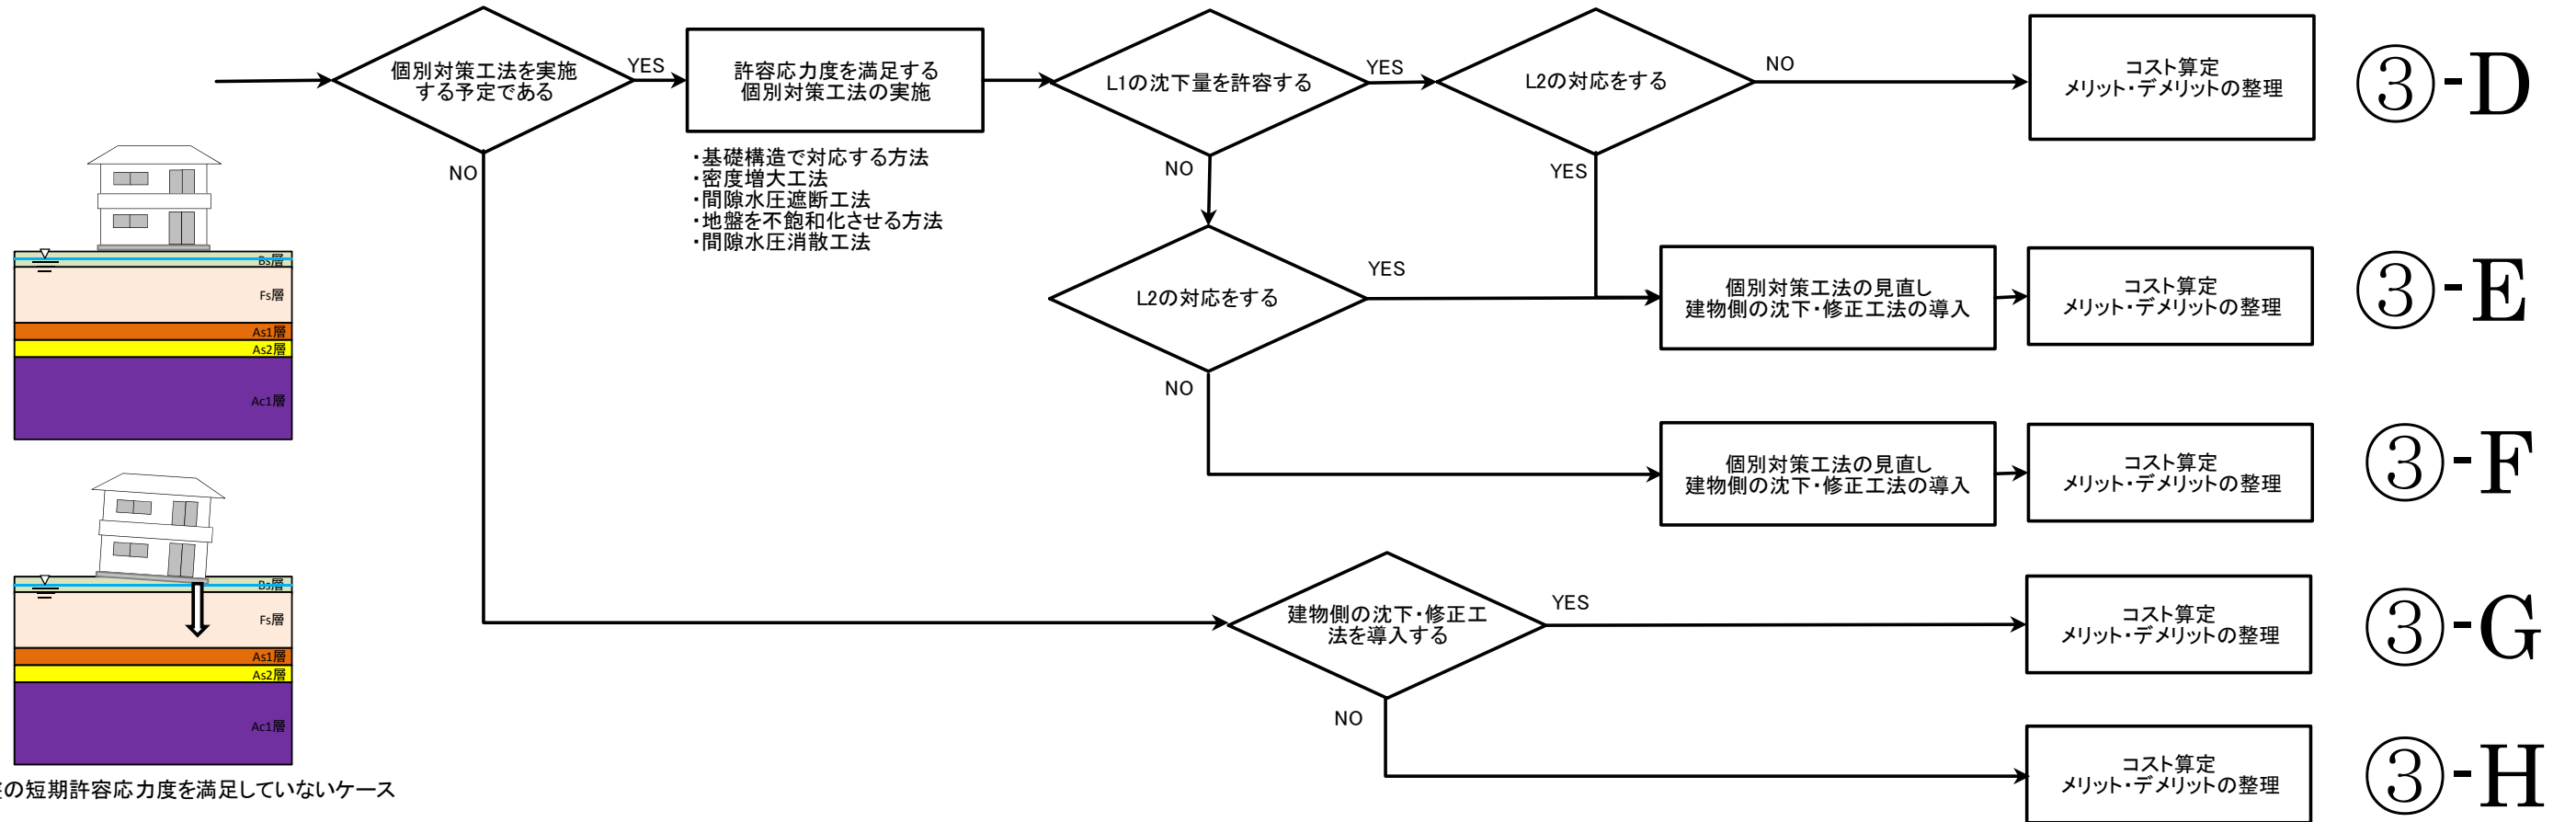 個別対策工法を実施
する予定である
YES
NO
許容応力度を満足する
個別対策工法の実施
・基礎構造で対応する方法
・密度増大工法
・間隙水圧遮断工法
・地盤を不飽和化させる方法
・間隙水圧消散工法
L1の沈下量を許容する
YES
NO
L2の対応をする
NO
YES
コスト算定
メリット・デメリットの整理
③-D
L2の対応をする
YES
NO
個別対策工法の見直し
建物側の沈下・修正工法の導入
コスト算定
メリット・デメリットの整理
③-E
個別対策工法の見直し
建物側の沈下・修正工法の導入
コスト算定
メリット・デメリットの整理
③-F
建物側の沈下・修正工
法を導入する
YES
NO
コスト算定
メリット・デメリットの整理
③-G
コスト算定
メリット・デメリットの整理
③-H
Bs層
Fs層
As1層
As2層
Ac1層
Bs層
Fs層
As1層
As2層
Ac1層
の短期許容応力度を満足していないケース